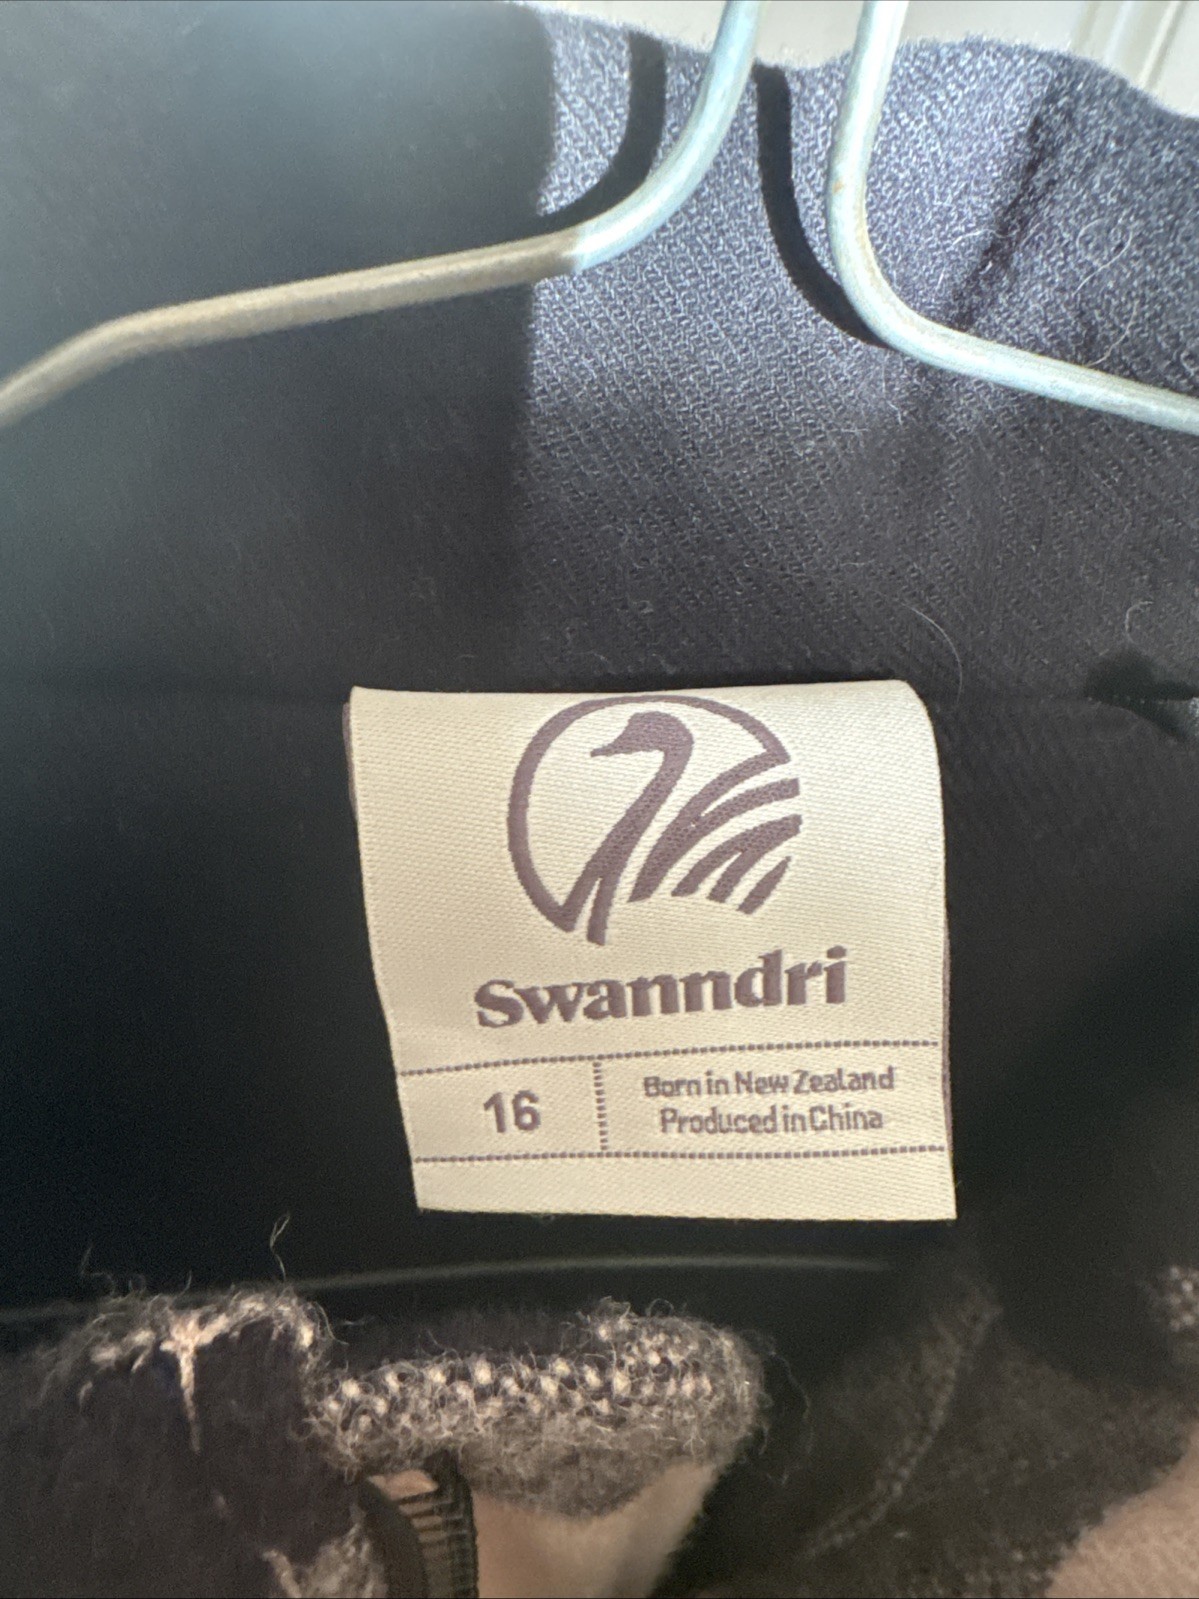 Swanndri
16
Born in New Zealand
Produced in China